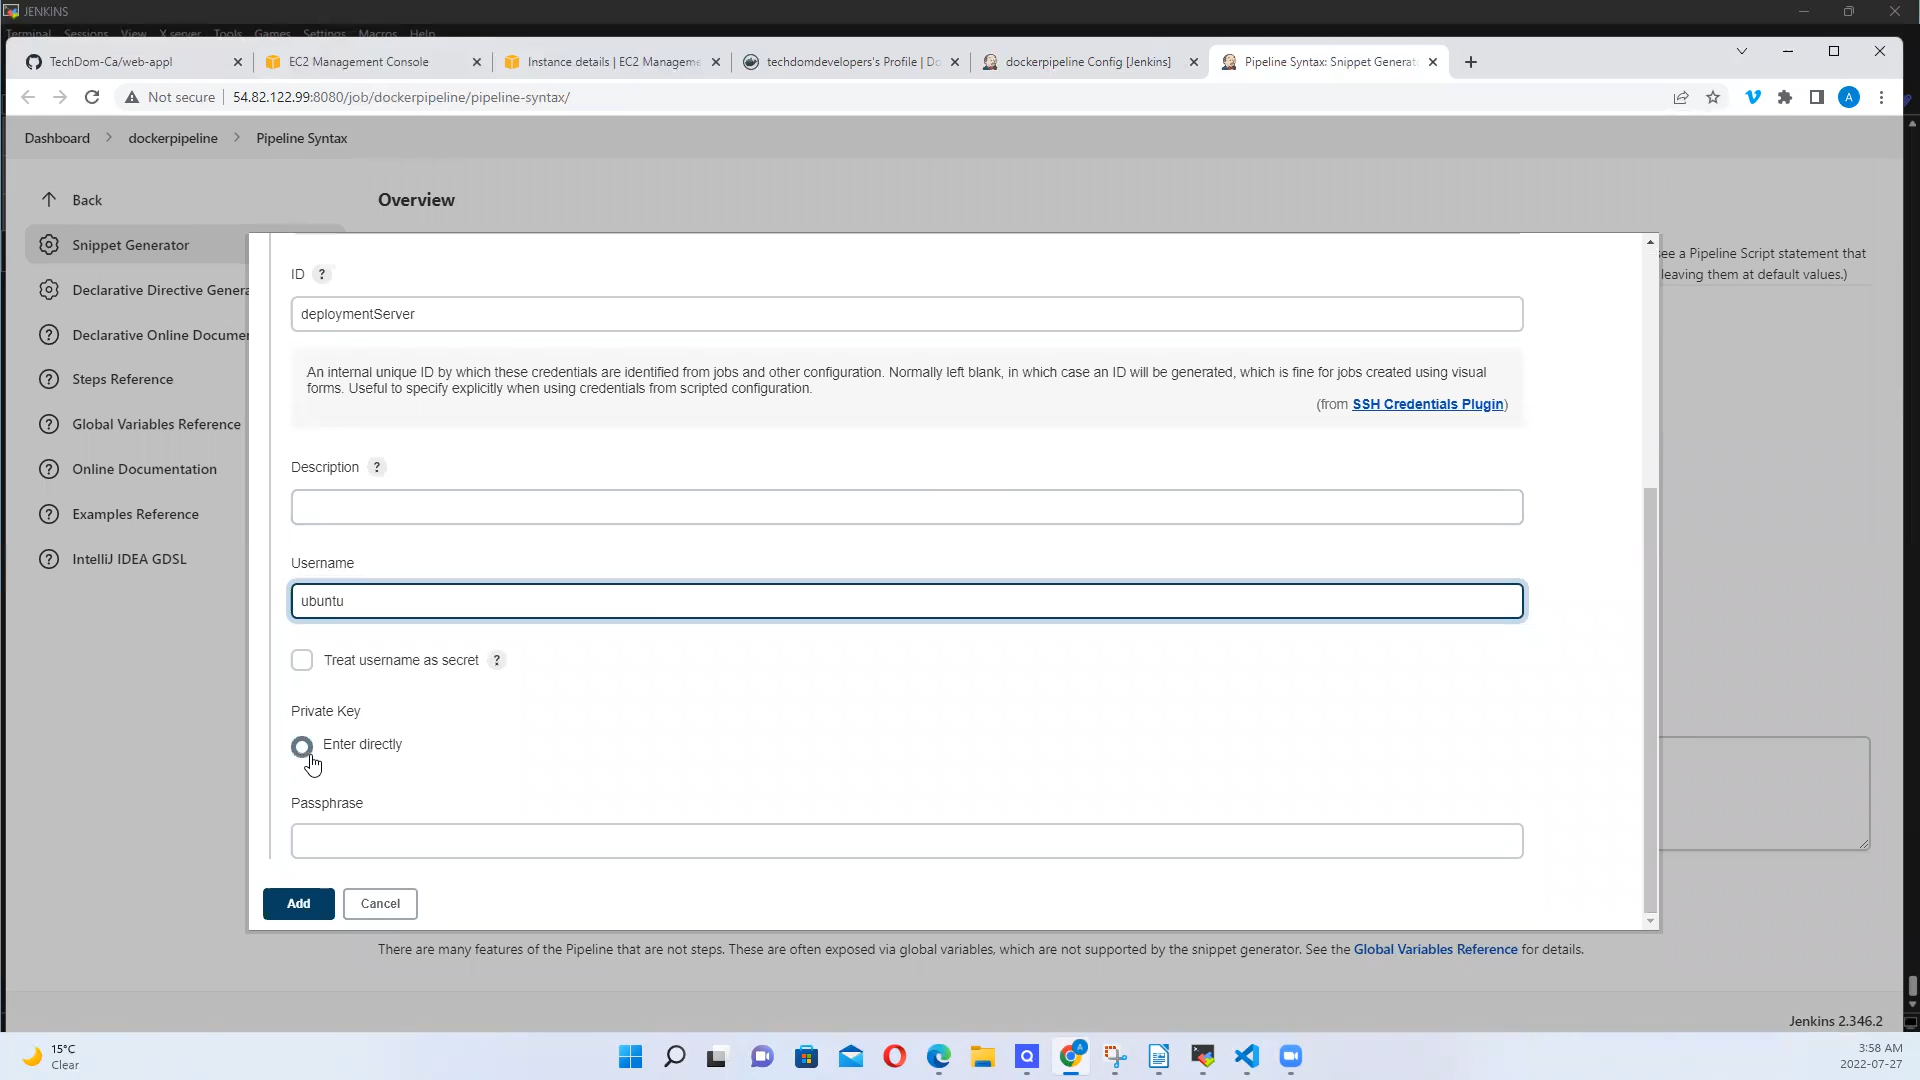 JENKINS
Terminal Sessions View X server Tools Games Settings Macros Help
TechDom-Ca/web-appl
EC2 Management Console
Instance details | EC2 Manageme
techdomdevelopers's Profile | Do
dockerpipeline Config [Jenkins]
Pipeline Syntax: Snippet Generat
Not secure
54.82.122.99:8080/job/dockerpipeline/pipeline-syntax/
A
Dashboard
dockerpipeline
Pipeline Syntax
Back
Snippet Generator
Declarative Directive Genera
Declarative Online Documen
Steps Reference
Global Variables Reference
Online Documentation
Examples Reference
IntelliJ IDEA GDSL
Overview
see a Pipeline Script statement that
leaving them at default values.)
ID ?
deploymentServer
An internal unique ID by which these credentials are identified from jobs and other configuration. Normally left blank, in which case an ID will be generated, which is fine for jobs created using visual
forms. Useful to specify explicitly when using credentials from scripted configuration.
(from SSH Credentials Plugin)
Description ?
Username
ubuntu
Treat username as secret ?
Private Key
Enter directly
Passphrase
Add
Cancel
There are many features of the Pipeline that are not steps. These are often exposed via global variables, which are not supported by the snippet generator. See the Global Variables Reference for details.
Jenkins 2.346.2
15°C
Clear
3:58 AM
2022-07-27